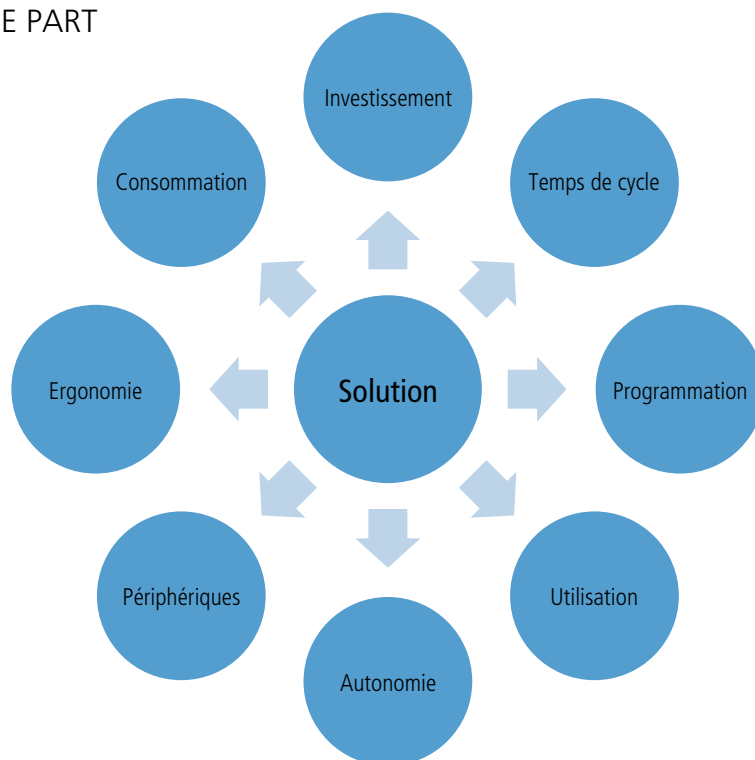 E PART
Investissement
Temps de cycle
Programmation
Utilisation
Autonomie
Périphériques
Ergonomie
Consommation
Solution